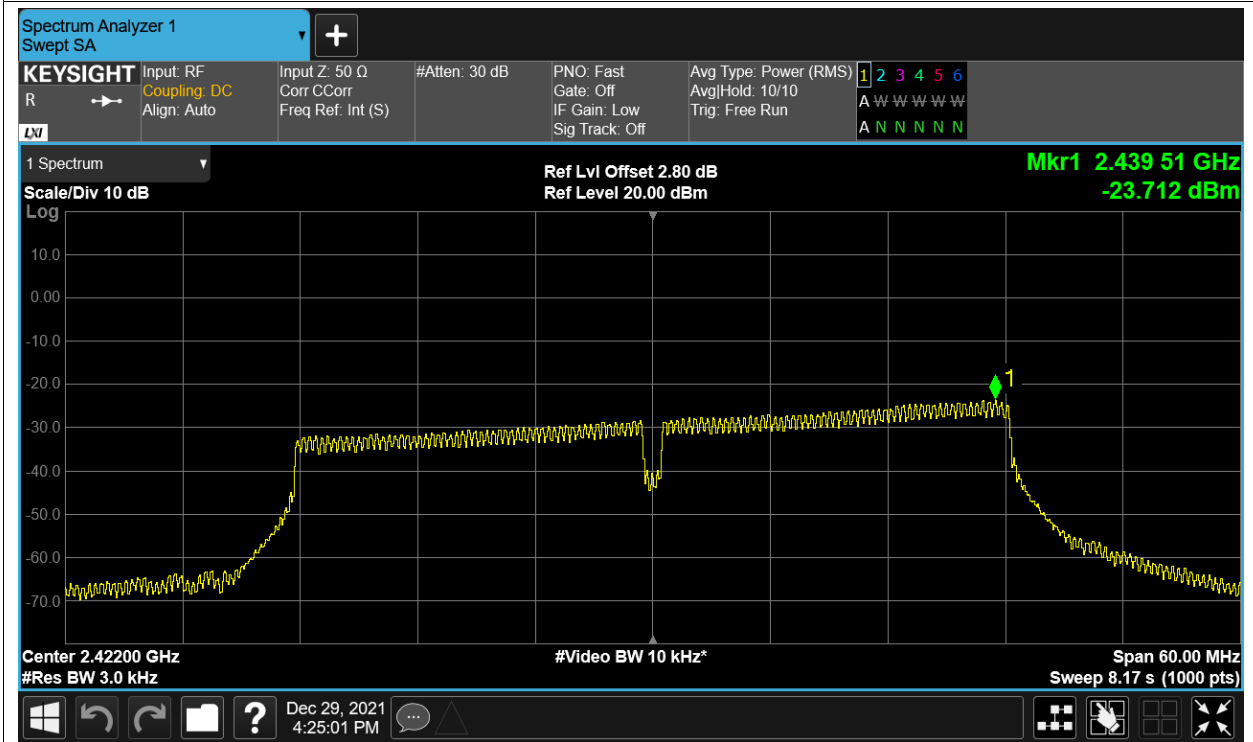 Spectrum Analyzer 1
Swept SA
+
KEYSIGHT
R
LXI
Input: RF
Coupling: DC
Align: Auto
Input Z: 50 Ω
Corr CCorr
Freq Ref: Int (S)
#Atten: 30 dB
PNO: Fast
Gate: Off
IF Gain: Low
Sig Track: Off
Avg Type: Power (RMS)
Avg|Hold: 10/10
Trig: Free Run
1 2 3 4 5 6
A W W W W W
A N N N N N
1 Spectrum
Scale/Div 10 dB
Ref Lvl Offset 2.80 dB
Ref Level 20.00 dBm
Mkr1 2.439 51 GHz
-23.712 dBm
Log
10.0
0.00
-10.0
-20.0
-30.0
-40.0
-50.0
-60.0
-70.0
1
Center 2.42200 GHz
#Res BW 3.0 kHz
#Video BW 10 kHz*
Span 60.00 MHz
Sweep 8.17 s (1000 pts)
?
Dec 29, 2021
4:25:01 PM